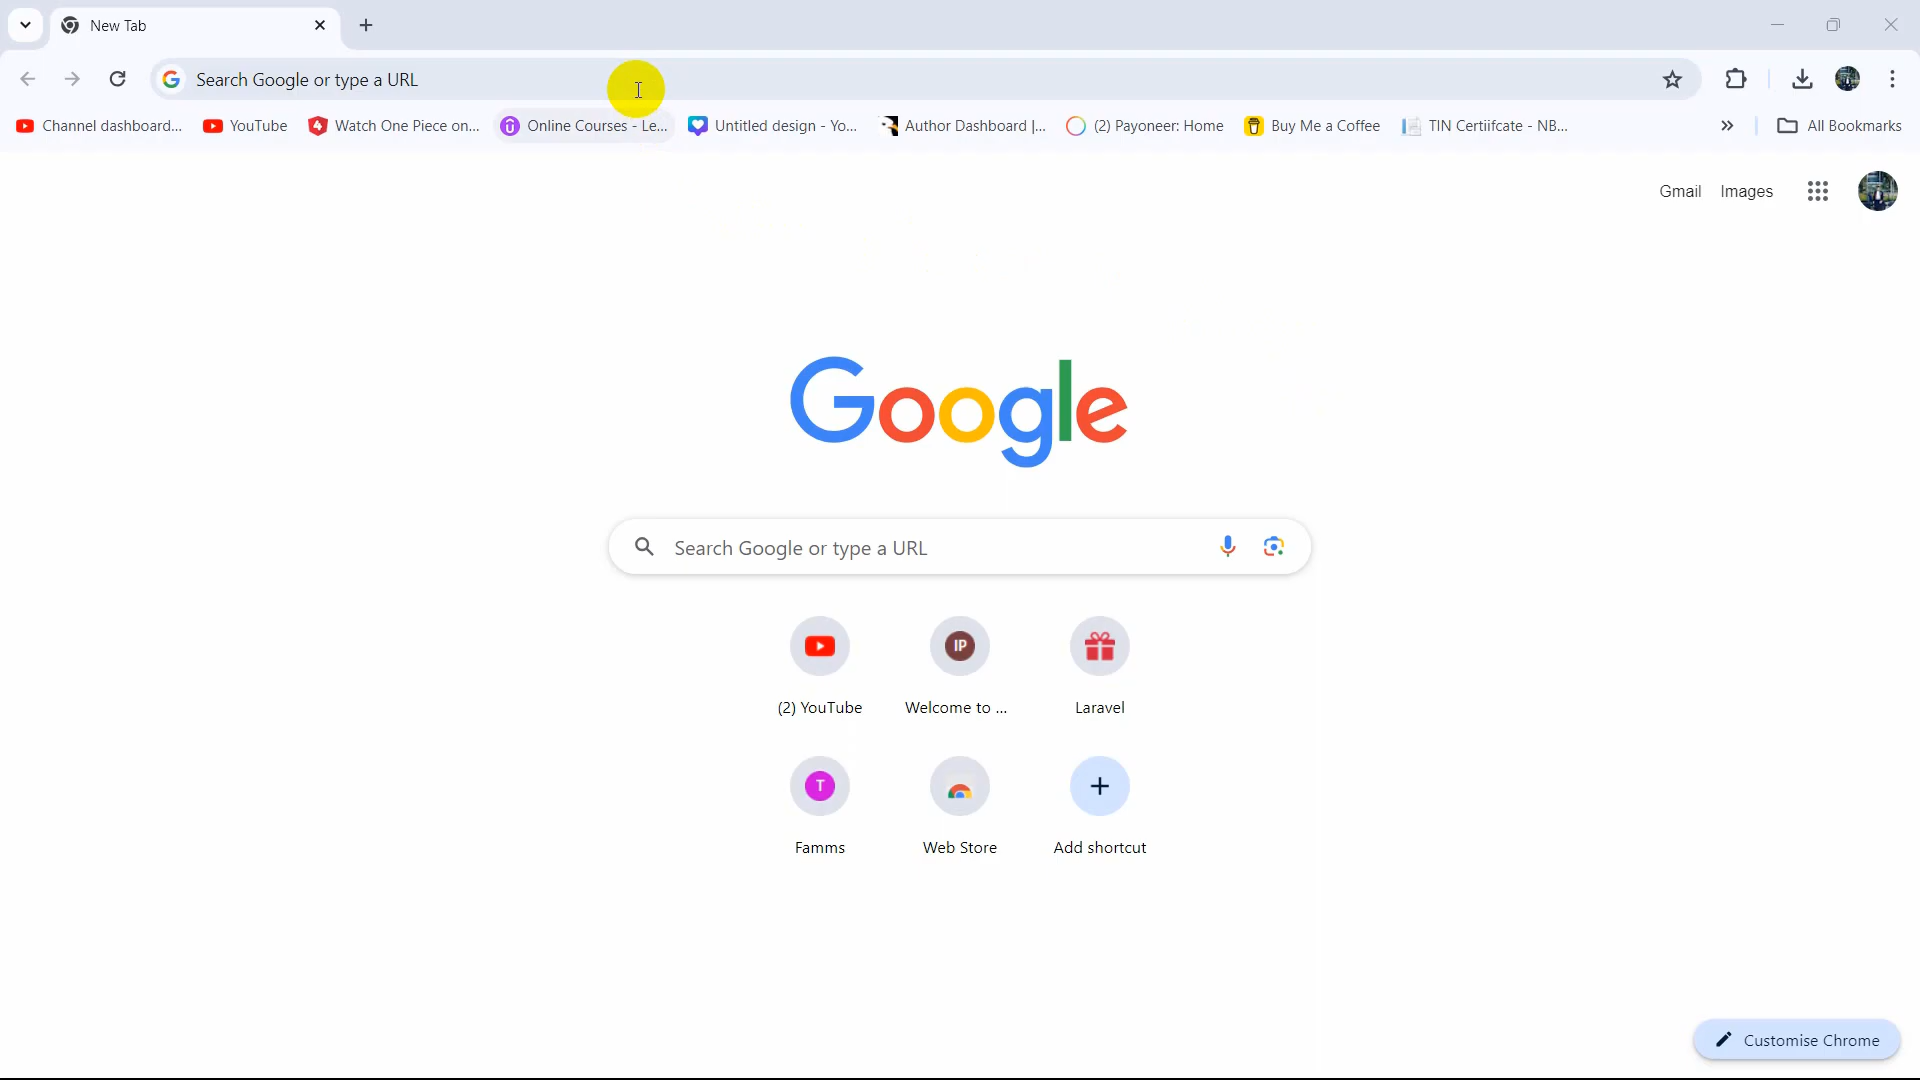 New Tab
Search Google or type a URL
Channel dashboard... YouTube Watch One Piece on... Online Courses - Le... Untitled design - Yo... Author Dashboard |... (2) Payoneer: Home Buy Me a Coffee TIN Certiifcate - NB... » All Bookmarks
Gmail Images
Google
Search Google or type a URL
IP
(2) YouTube Welcome to ... Laravel
T
Famms Web Store Add shortcut
Customise Chrome